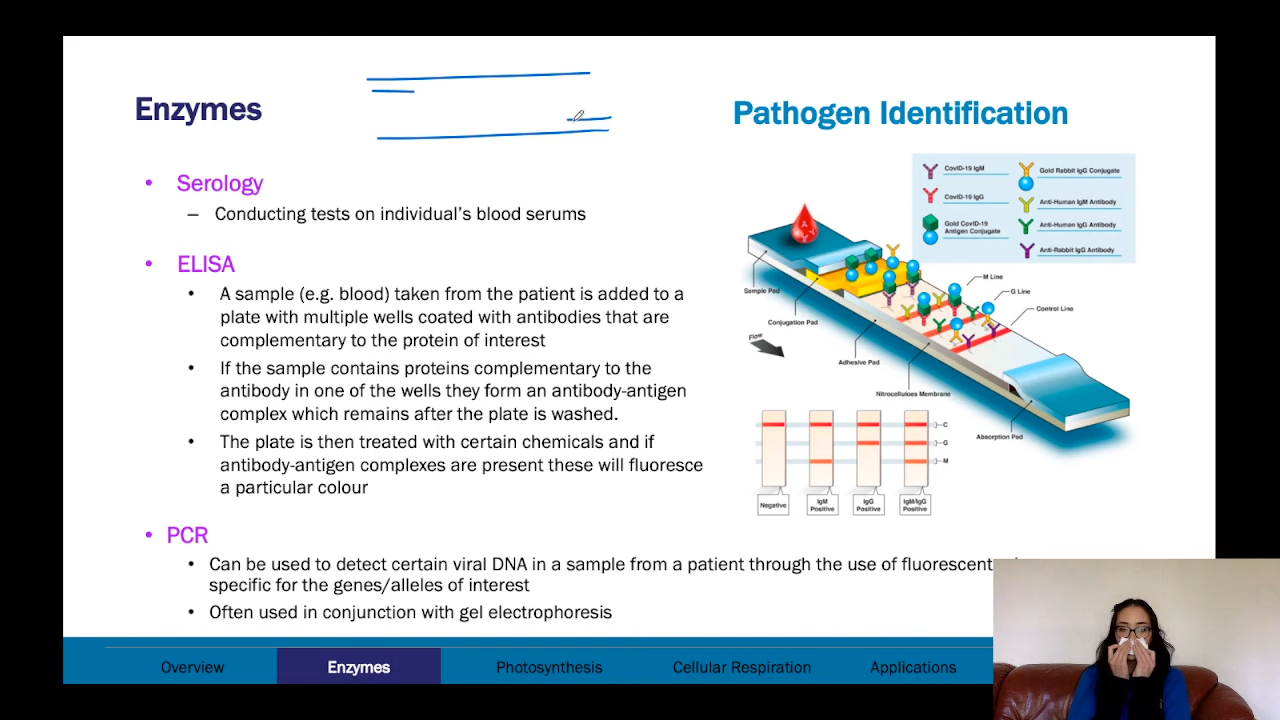 Enzymes
Pathogen Identification
• Serology
– Conducting tests on individual's blood serums
• ELISA
• A sample (e.g. blood) taken from the patient is added to a
plate with multiple wells coated with antibodies that are
complementary to the protein of interest
• If the sample contains proteins complementary to the
antibody in one of the wells they form an antibody-antigen
complex which remains after the plate is washed.
• The plate is then treated with certain chemicals and if
antibody-antigen complexes are present these will fluoresce
a particular colour
• PCR
• Can be used to detect certain viral DNA in a sample from a patient through the use of fluorescent
specific for the genes/alleles of interest
• Often used in conjunction with gel electrophoresis
CovID-19 IgM
CovID-19 IgG
Gold CovID-19
Antigen Conjugate
Gold Rabbit IgG Conjugate
Anti-Human IgM Antibody
Anti-Human IgG Antibody
Anti-Rabbit IgG Antibody
Sample Pad
Conjugation Pad
Flow
Adhesive Pad
Nitrocelluloes Membrane
Absorption Pad
M Line
G Line
Control Line
C
G
M
Negative
IgM
Positive
IgG
Positive
IgM/IgG
Positive
Overview
Enzymes
Photosynthesis
Cellular Respiration
Applications